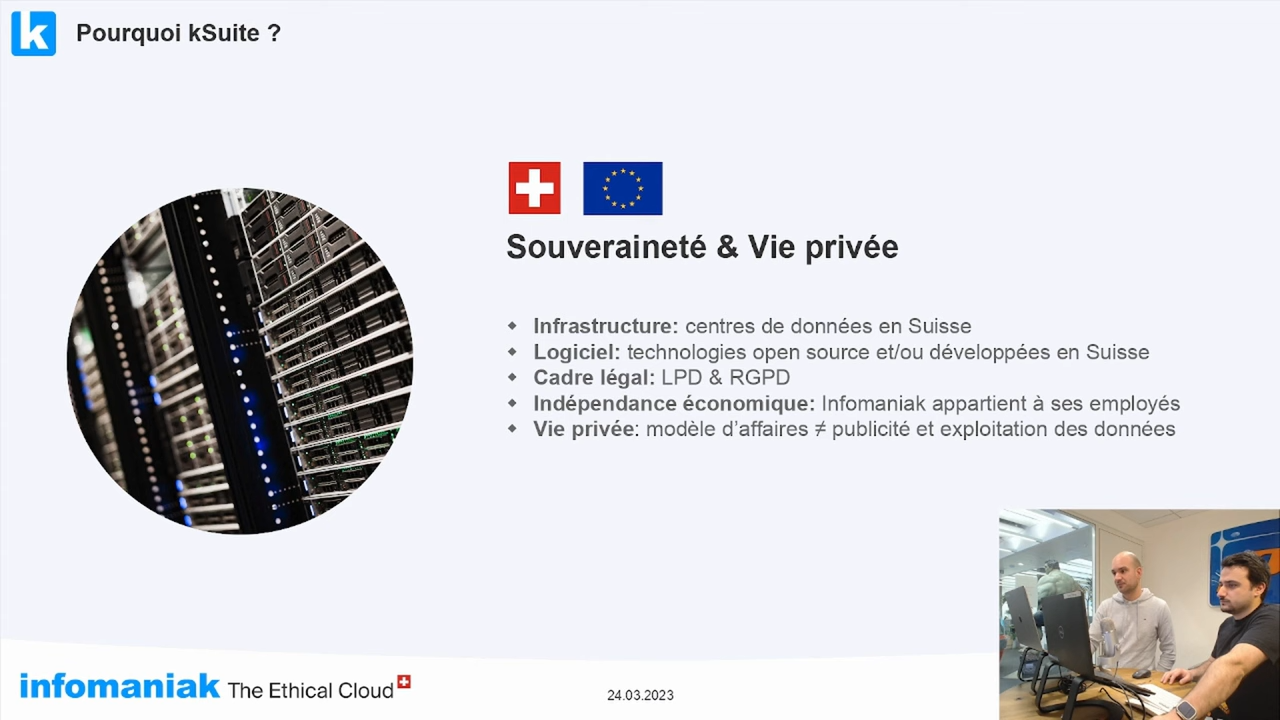 k
Pourquoi kSuite ?
Souveraineté & Vie privée
Infrastructure: centres de données en Suisse
Logiciel: technologies open source et/ou développées en Suisse
Cadre légal: LPD & RGPD
Indépendance économique: Infomaniak appartient à ses employés
Vie privée: modèle d’affaires ≠ publicité et exploitation des données
infomaniak The Ethical Cloud
24.03.2023